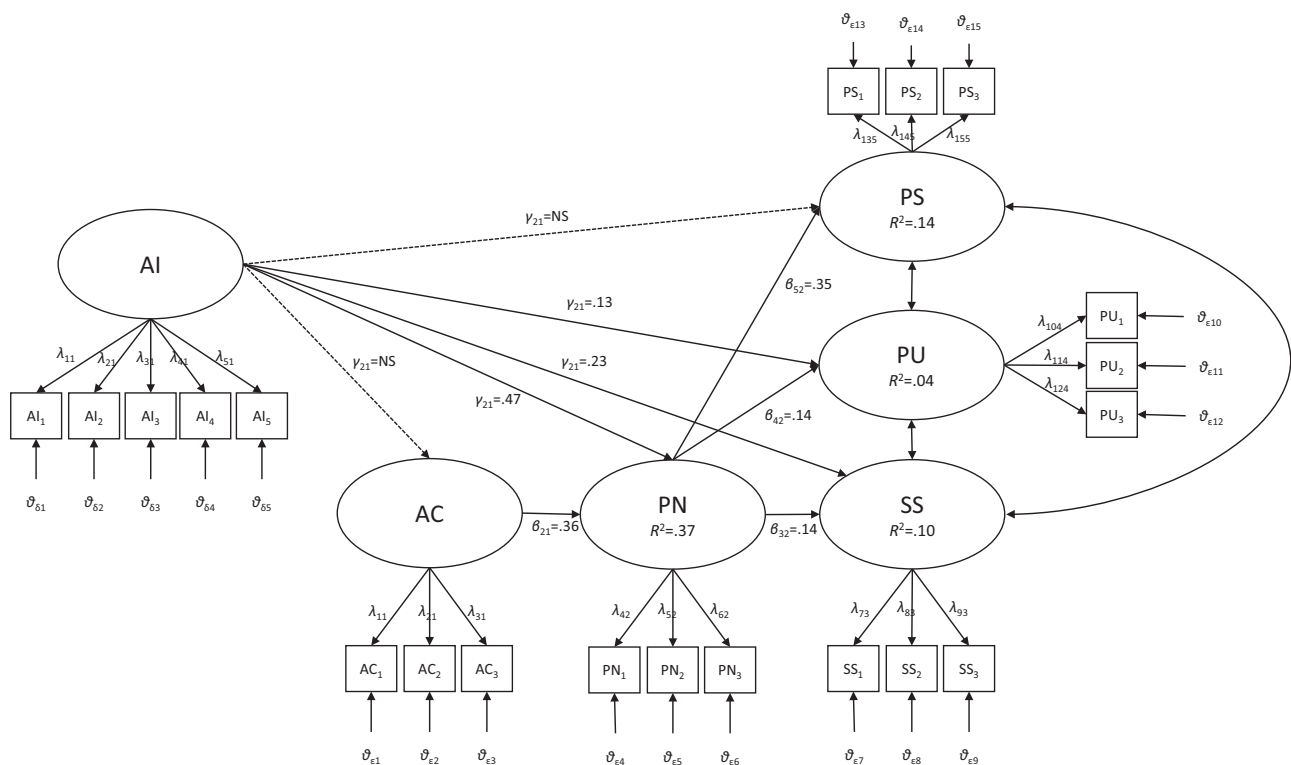 ϑε13 ϑε14 ϑε15
PS1 PS2 PS3
λ135 λ145 λ155
PS
R²=.14
γ21=NS
AI
β52=.35
γ21=.13
λ11 λ21 λ31 λ41 λ51
AI1 AI2 AI3 AI4 AI5
ϑδ1 ϑδ2 ϑδ3 ϑδ4 ϑδ5
PU
R²=.04
λ104 λ114 λ124
PU1 ϑε10
PU2 ϑε11
PU3 ϑε12
γ21=NS
γ21=.23
γ21=.47
β42=.14
AC
β21=.36
PN
R²=.37
β32=.14
SS
R²=.10
λ11 λ21 λ31
AC1 AC2 AC3
ϑε1 ϑε2 ϑε3
λ42 λ52 λ62
PN1 PN2 PN3
ϑε4 ϑε5 ϑε6
λ73 λ83 λ93
SS1 SS2 SS3
ϑε7 ϑε8 ϑε9